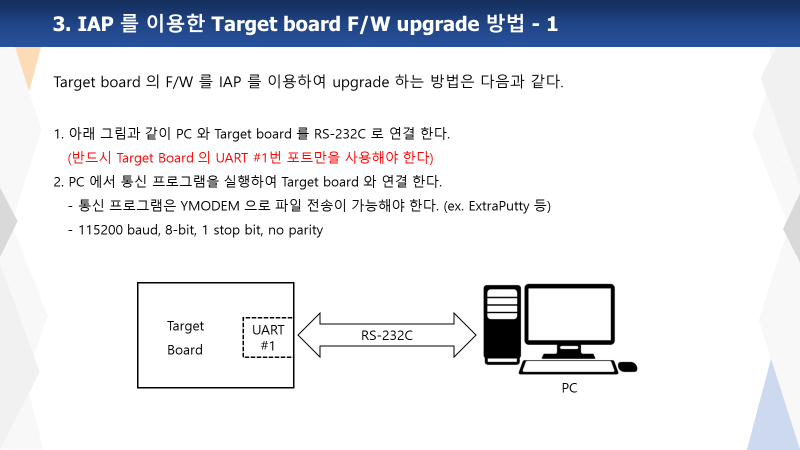 3. IAP 를 이용한 Target board F/W upgrade 방법 - 1
Target board 의 F/W 를 IAP 를 이용하여 upgrade 하는 방법은 다음과 같다.
1. 아래 그림과 같이 PC 와 Target board 를 RS-232C 로 연결 한다.
(반드시 Target Board 의 UART #1번 포트만을 사용해야 한다)
2. PC 에서 통신 프로그램을 실행하여 Target board 와 연결 한다.
- 통신 프로그램은 YMODEM 으로 파일 전송이 가능해야 한다. (ex. ExtraPutty 등)
- 115200 baud, 8-bit, 1 stop bit, no parity
Target
Board
UART
#1
RS-232C
PC